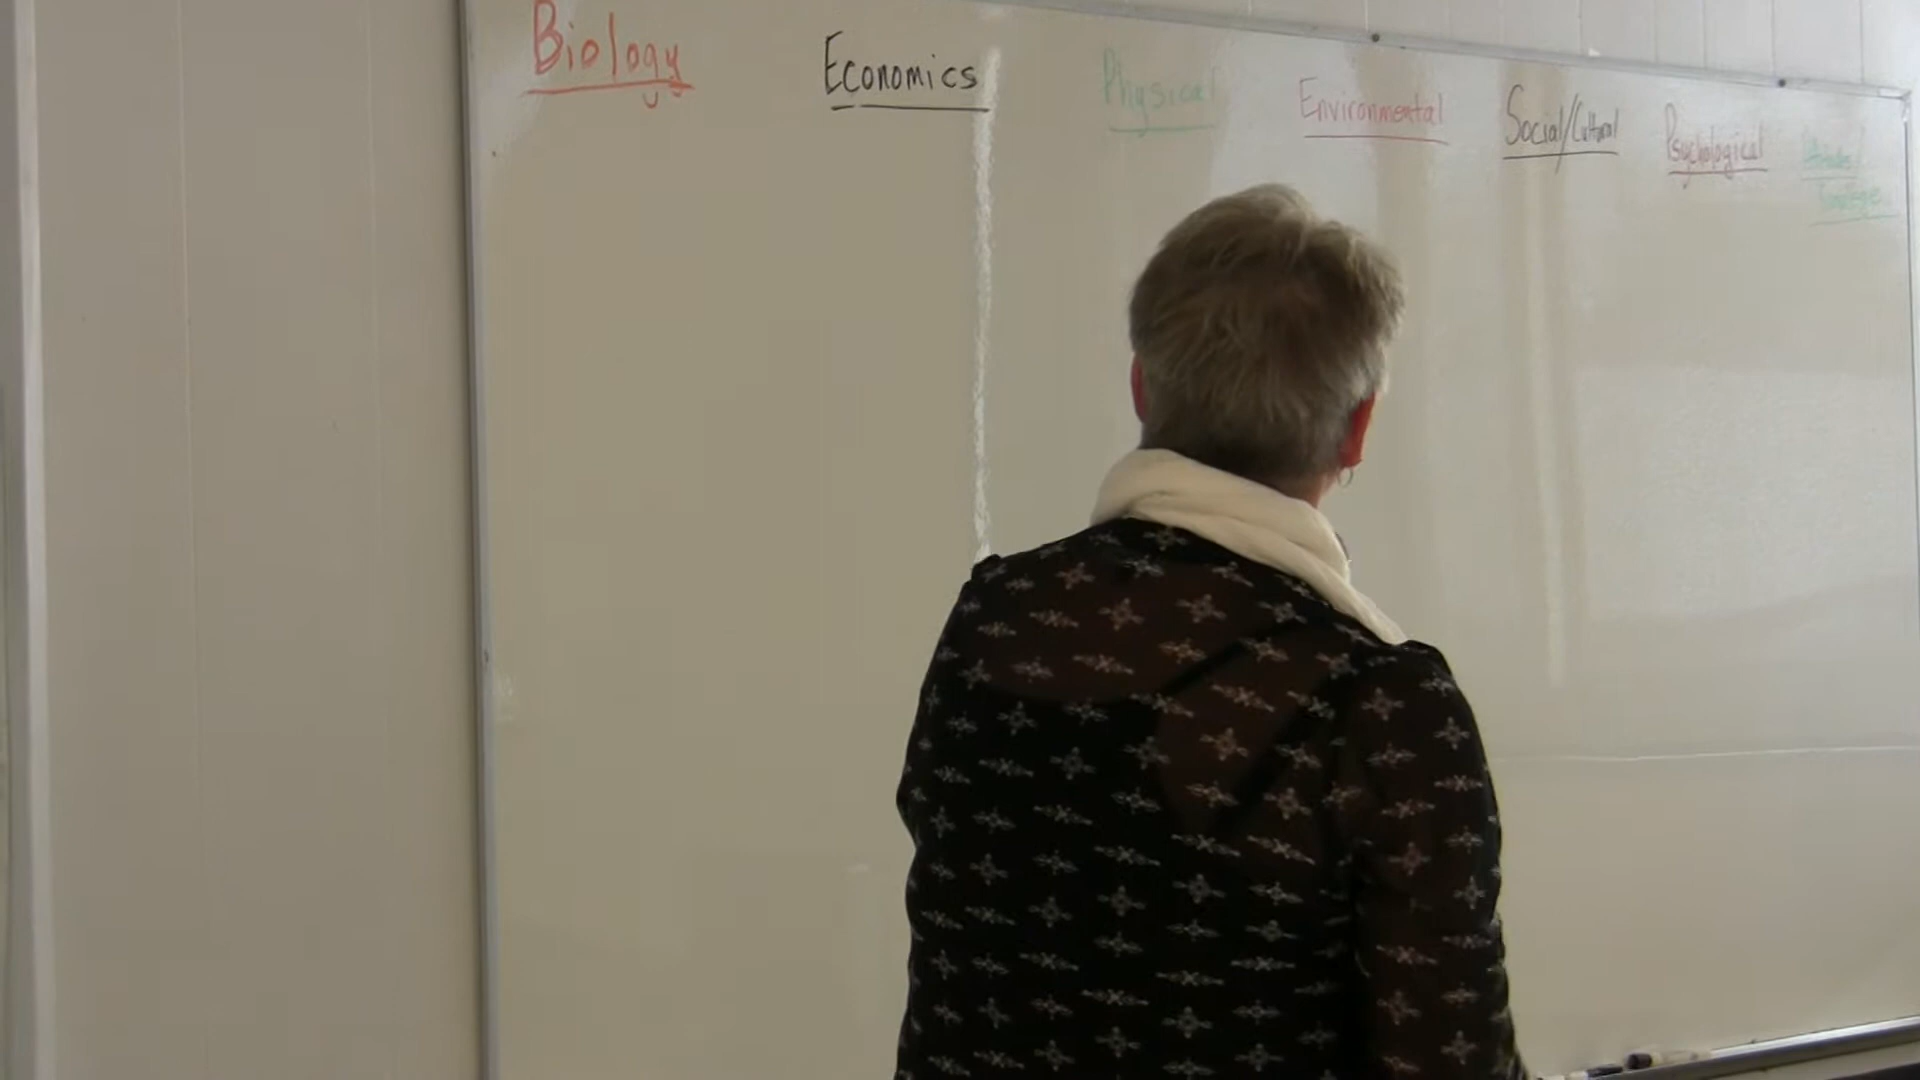 Biology
Economics
Physical
Environmental
Social/Cultural
Psychological